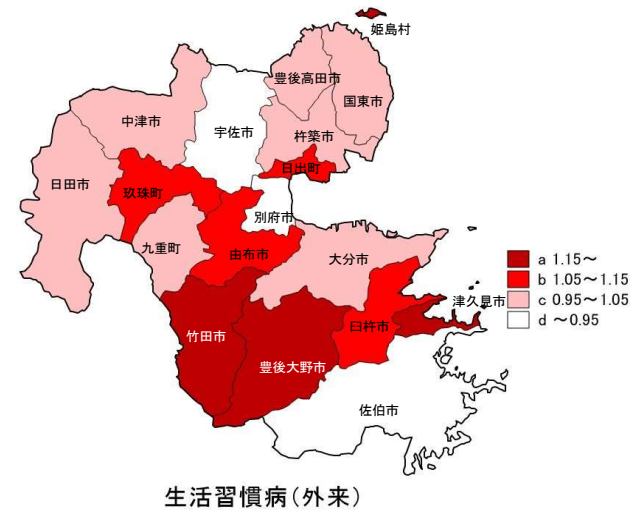 姫島村
豊後高田市
国東市
中津市
宇佐市
杵築市
日出町
日田市
玖珠町
別府市
九重町
由布市
大分市
a 1.15～
b 1.05～1.15
c 0.95～1.05
d ～0.95
津久見市
臼杵市
竹田市
豊後大野市
佐伯市
生活習慣病(外来)